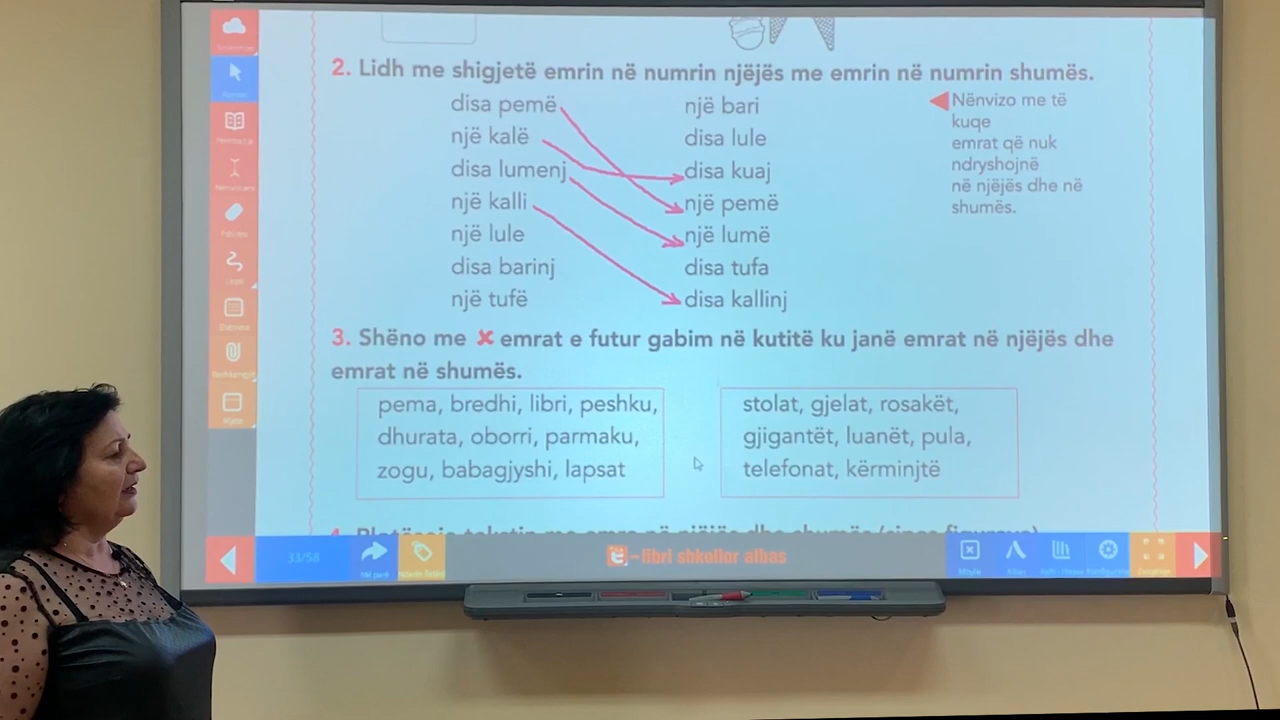 2. Lidh me shigjetë emrin në numrin njëjës me emrin në numrin shumës.
disa pemë
një kalë
disa lumenj
një kalli
një lule
disa barinj
një tufë
një bari
disa lule
disa kuaj
një pemë
një lumë
disa tufa
disa kallinj
Nënvizo me të
kuqe
emrat që nuk
ndryshojnë
në njëjës dhe në
shumës.
3. Shëno me ✘ emrat e futur gabim në kutitë ku janë emrat në njëjës dhe
emrat në shumës.
pema, bredhi, libri, peshku,
dhurata, oborri, parmaku,
zogu, babagjyshi, lapsat
stolat, gjelat, rosakët,
gjigantët, luanët, pula,
telefonat, kërminjtë
33/58
e-libri shkollor albas